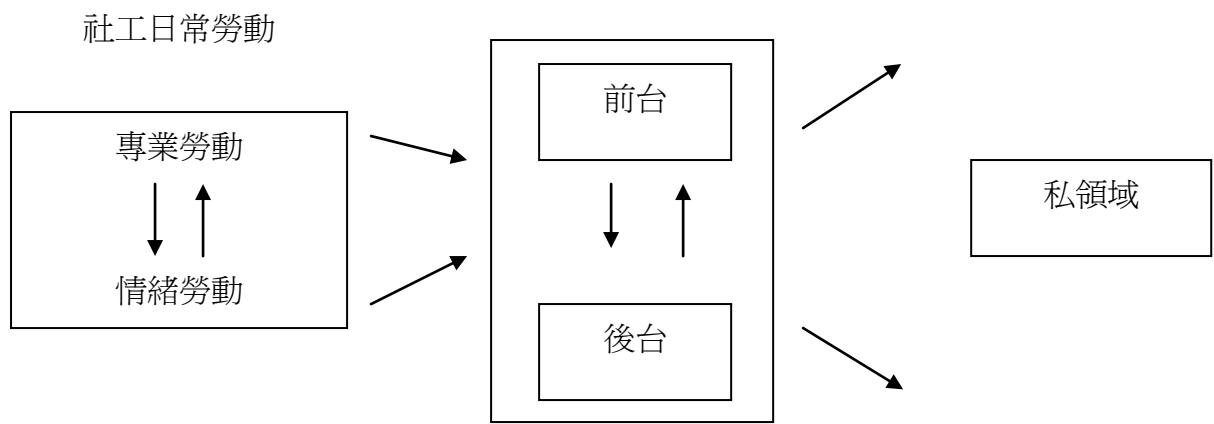 社工日常勞動
專業勞動
情緒勞動
前台
後台
私領域